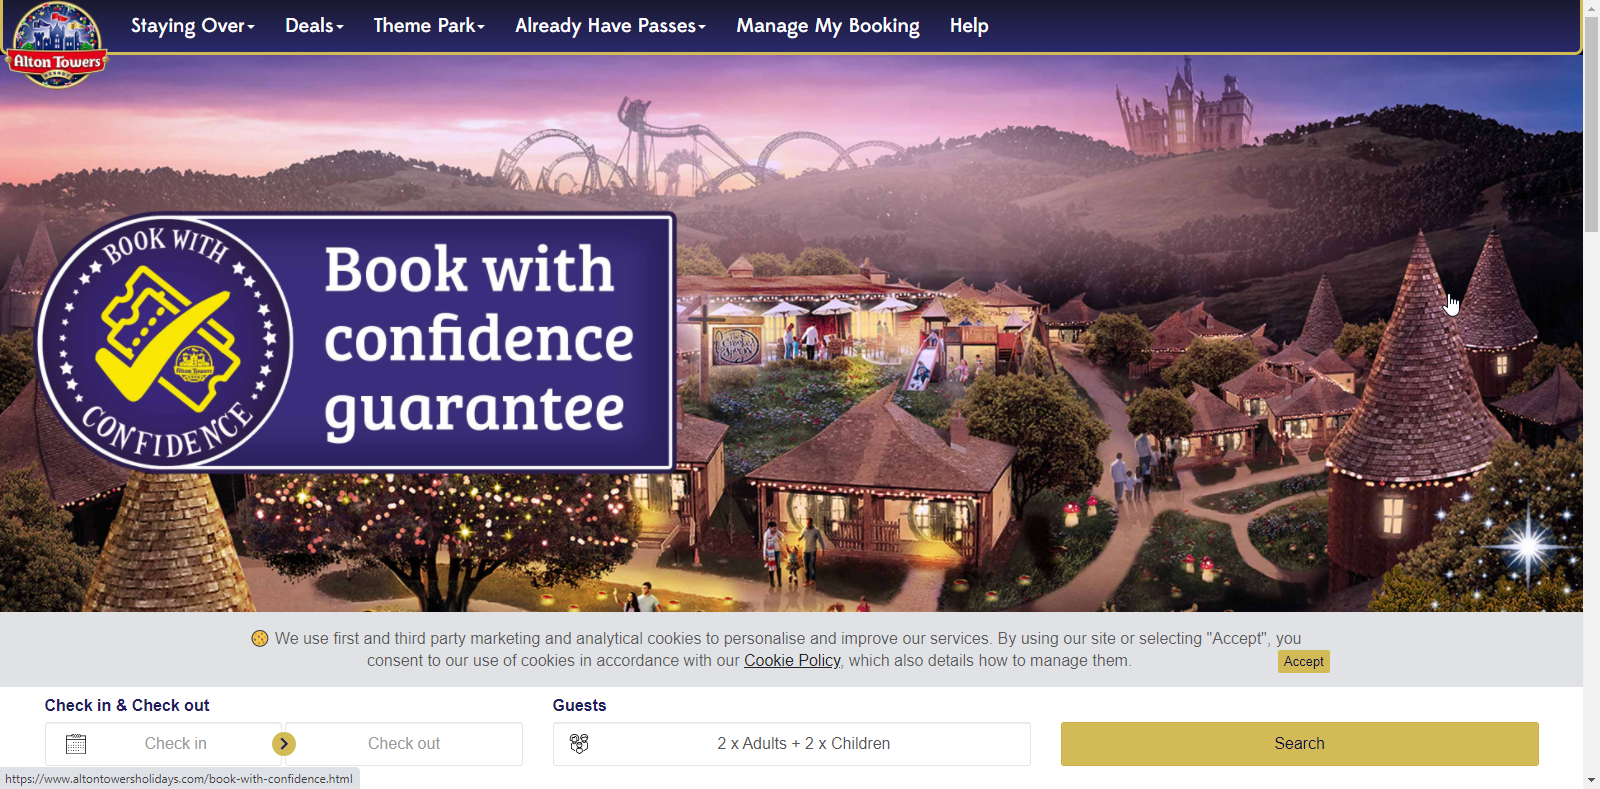 Alton Towers
RESORT
Staying Over
Deals
Theme Park
Already Have Passes
Manage My Booking
Help
BOOK WITH
CONFIDENCE
Alton Towers
Book with
confidence
guarantee
We use first and third party marketing and analytical cookies to personalise and improve our services. By using our site or selecting "Accept", you
consent to our use of cookies in accordance with our Cookie Policy, which also details how to manage them.
Accept
Check in & Check out
Guests
Check in
Check out
2 x Adults + 2 x Children
Search
https://www.altontowersholidays.com/book-with-confidence.html